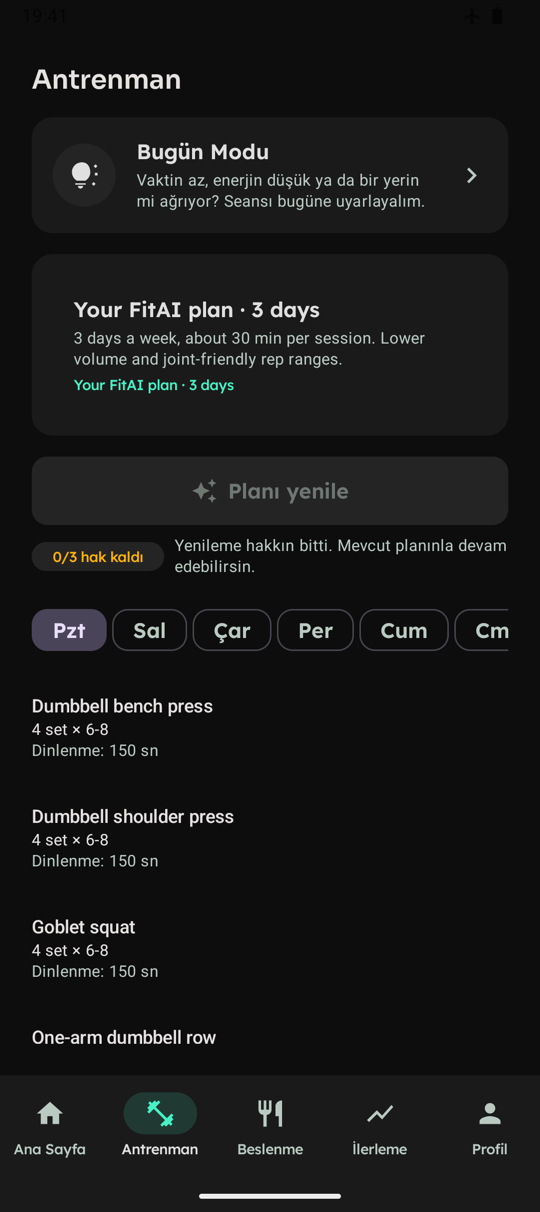 19:41
Antrenman
Bugün Modu
Vaktin az, enerjin düşük ya da bir yerin
mi ağrıyor? Seansı bugüne uyarlayalım.
Your FitAI plan · 3 days
3 days a week, about 30 min per session. Lower
volume and joint-friendly rep ranges.
Your FitAI plan · 3 days
Planı yenile
0/3 hak kaldı
Yenileme hakkın bitti. Mevcut planınla devam
edebilirsin.
Pzt Sal Çar Per Cum Cm
Dumbbell bench press
4 set × 6-8
Dinlenme: 150 sn
Dumbbell shoulder press
4 set × 6-8
Dinlenme: 150 sn
Goblet squat
4 set × 6-8
Dinlenme: 150 sn
One-arm dumbbell row
Ana Sayfa Antrenman Beslenme İlerleme Profil